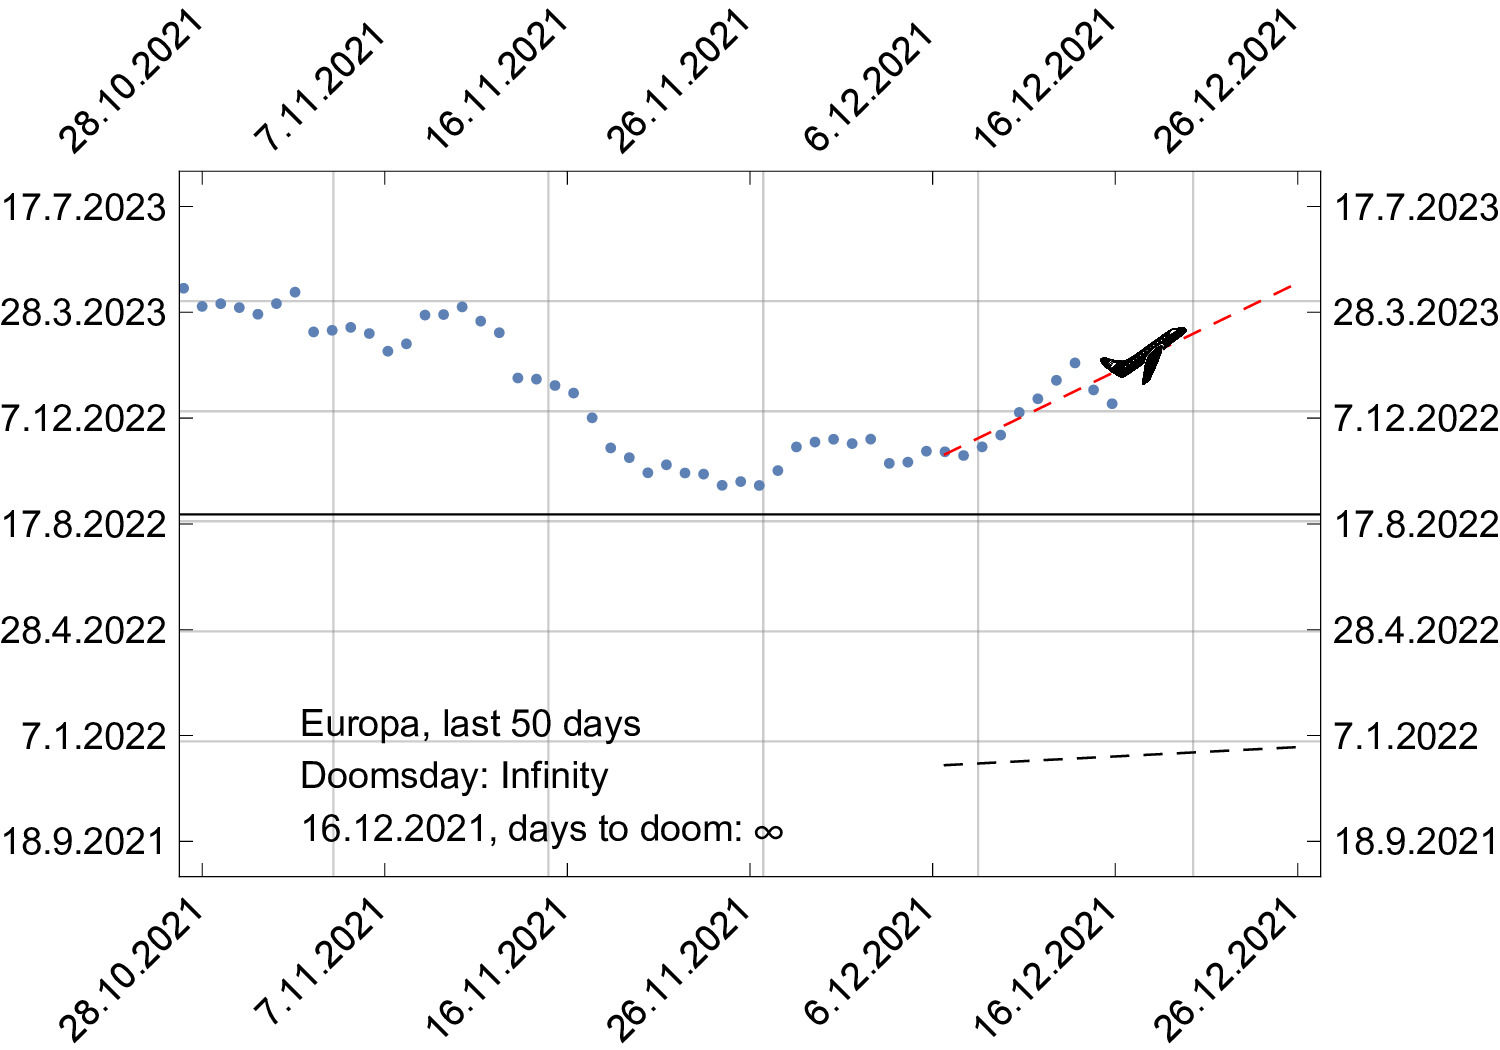 28.10.2021 7.11.2021 16.11.2021 26.11.2021 6.12.2021 16.12.2021 26.12.2021
17.7.2023 17.7.2023
28.3.2023 28.3.2023
7.12.2022 7.12.2022
17.8.2022 17.8.2022
28.4.2022 28.4.2022
Europa, last 50 days
7.1.2022 7.1.2022
Doomsday: Infinity
16.12.2021, days to doom: ∞
18.9.2021 18.9.2021
28.10.2021 7.11.2021 16.11.2021 26.11.2021 6.12.2021 16.12.2021 26.12.2021